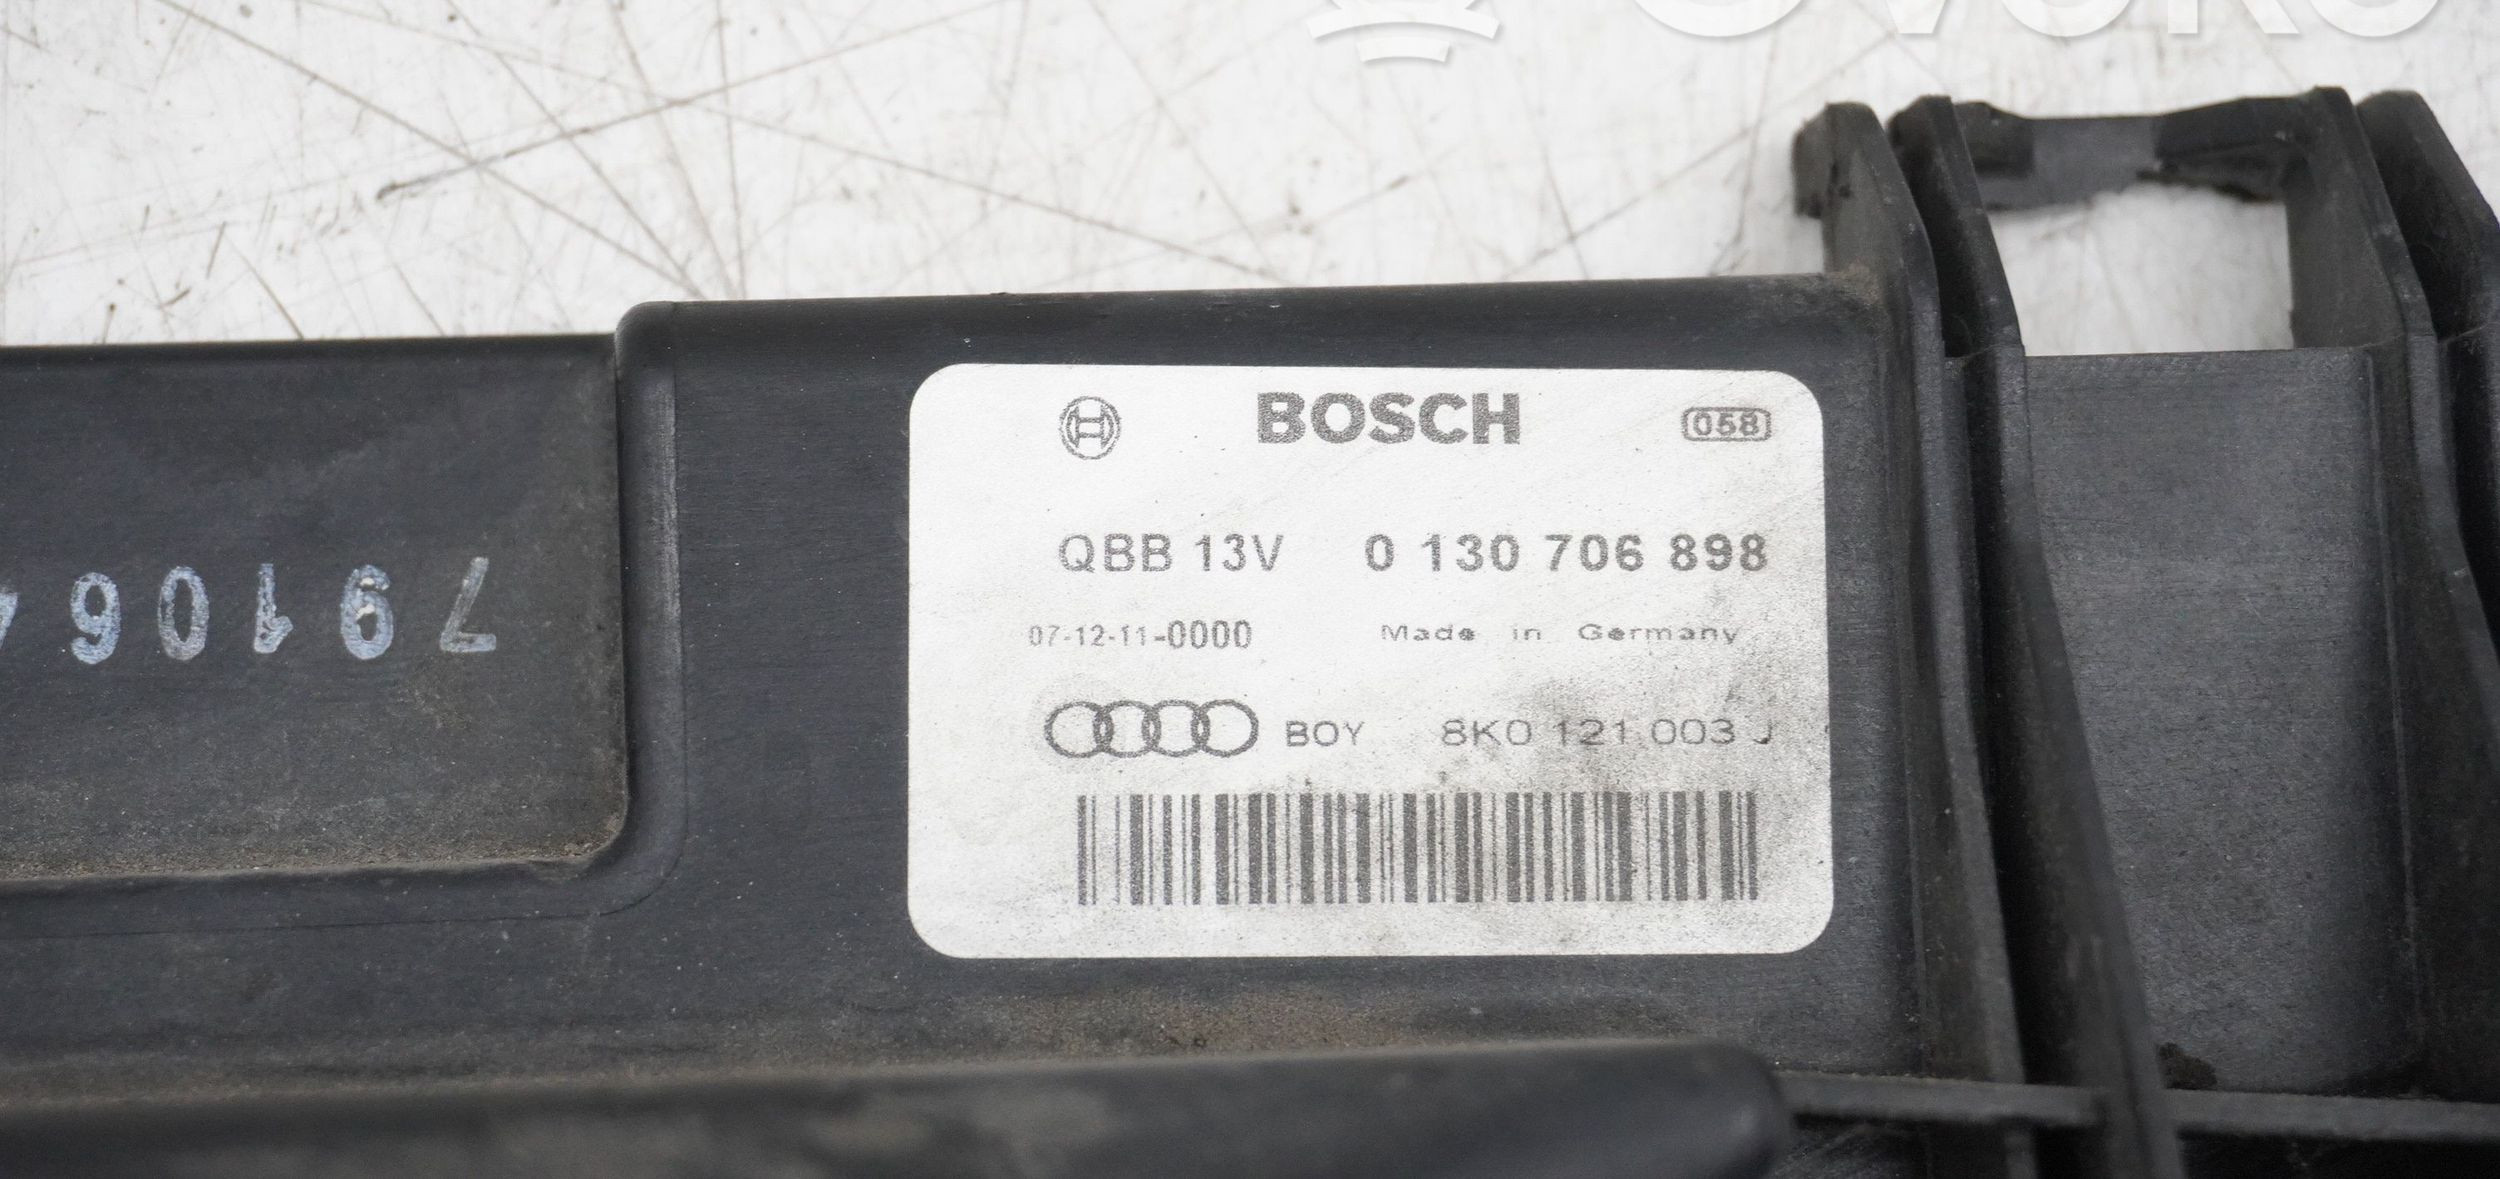 BOSCH 058
QBB 13V 0 130 706 898
07-12-11-0000 Made in Germany
BOY 8K0 121 003 J
79106